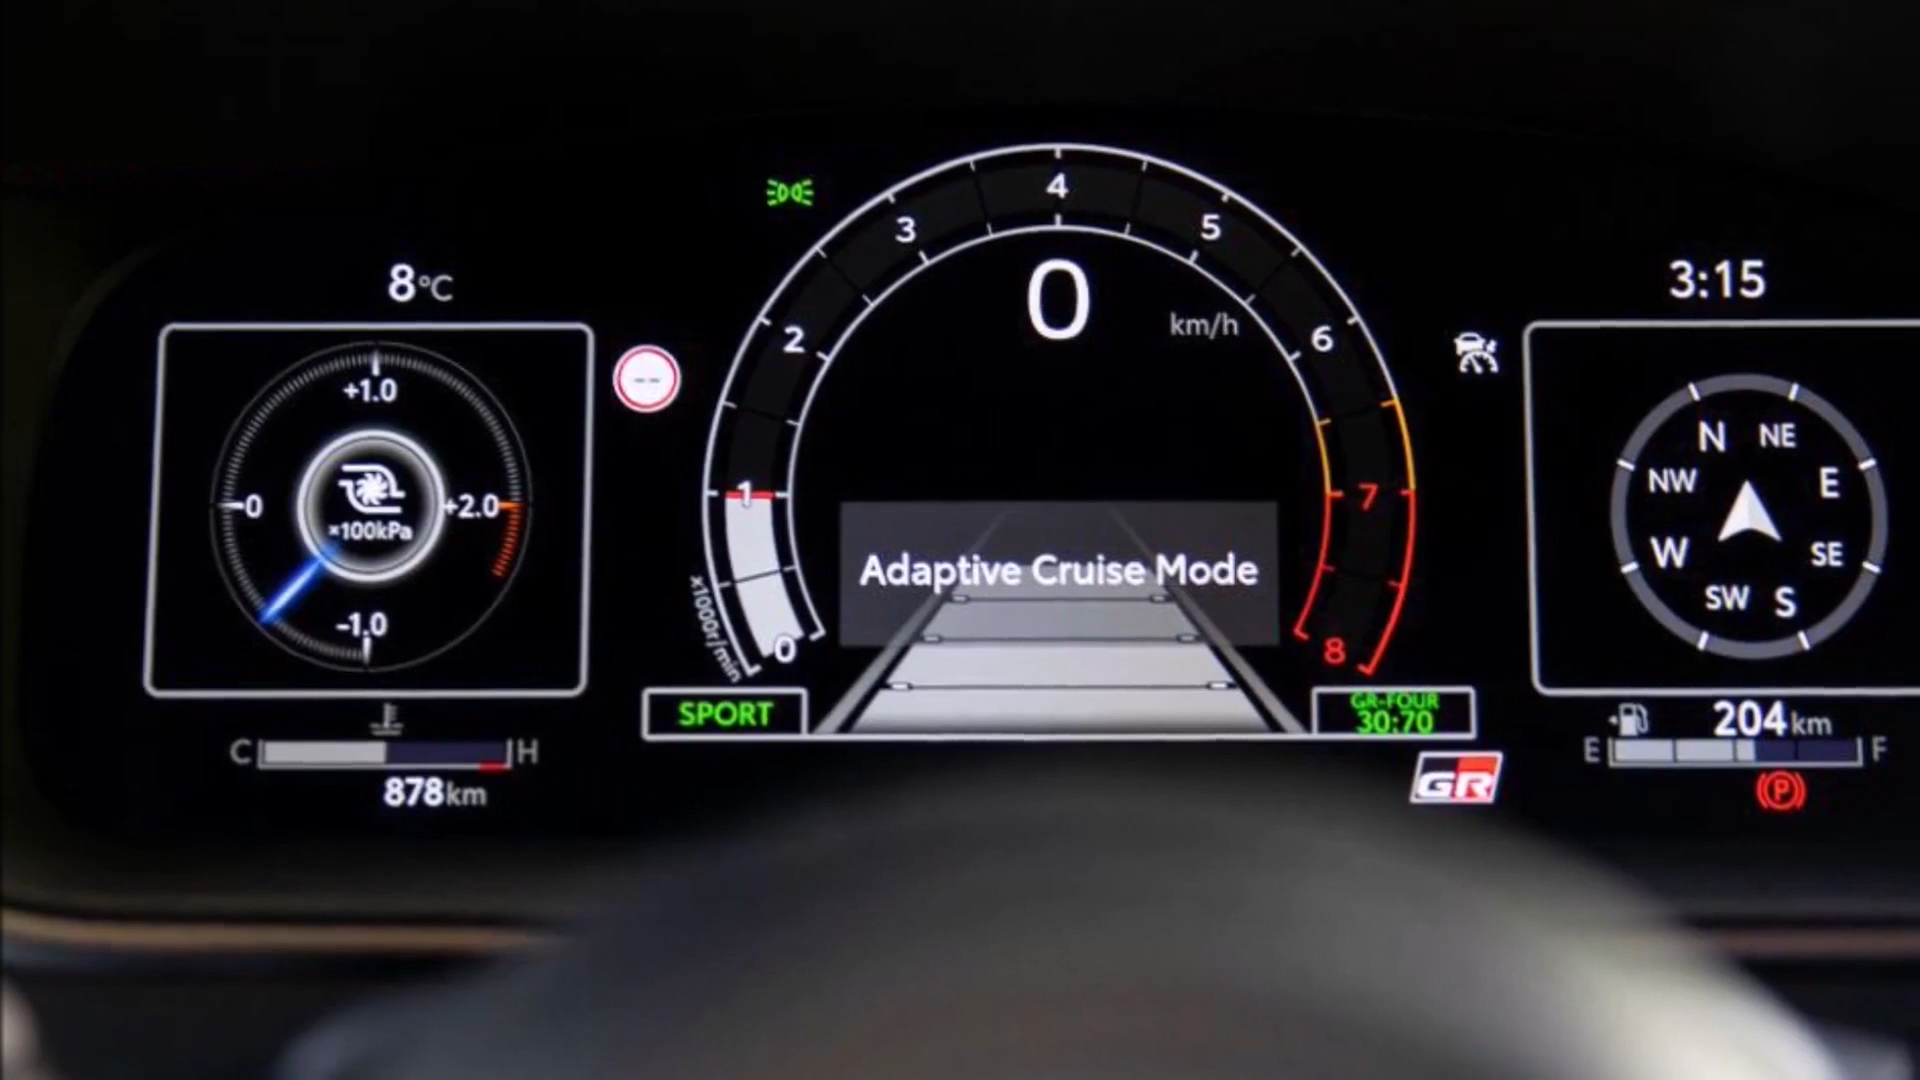 8°C
3:15
+1.0
0
+2.0
×100kPa
-1.0
C
H
878km
--
0
1
2
3
4
5
6
7
8
×1000r/min
0
km/h
Adaptive Cruise Mode
SPORT
GR-FOUR
30:70
GR
N
NE
NW
E
W
SE
SW
S
204km
E
F
P